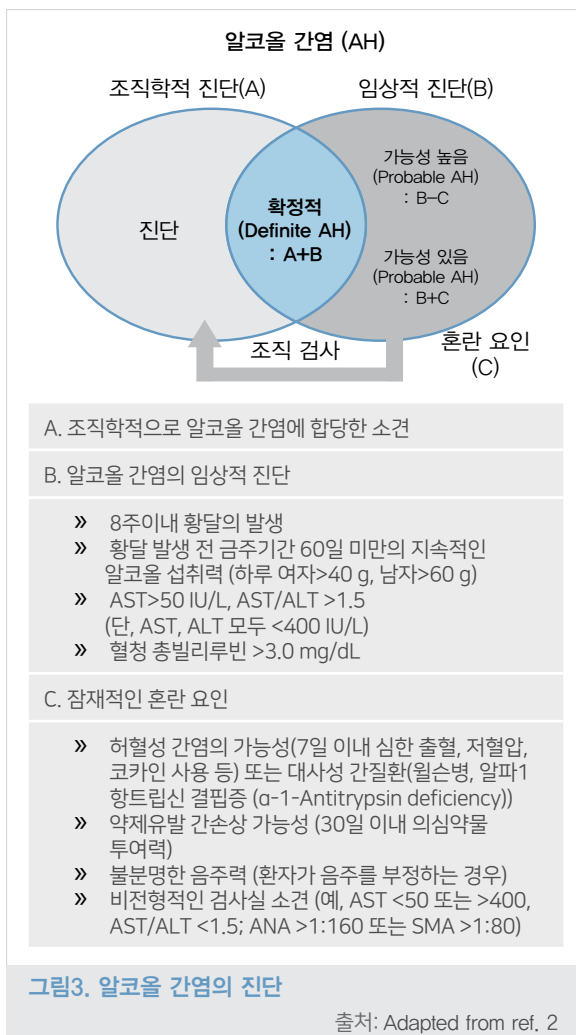 알코올 간염 (AH)
조직학적 진단(A)
임상적 진단(B)
진단
확정적
(Definite AH)
: A+B
가능성 높음
(Probable AH)
: B−C
가능성 있음
(Probable AH)
: B+C
조직 검사
혼란 요인
(C)
A. 조직학적으로 알코올 간염에 합당한 소견
B. 알코올 간염의 임상적 진단
» 8주이내 황달의 발생
» 황달 발생 전 금주기간 60일 미만의 지속적인
알코올 섭취력 (하루 여자>40 g, 남자>60 g)
» AST>50 IU/L, AST/ALT >1.5
(단, AST, ALT 모두 <400 IU/L)
» 혈청 총빌리루빈 >3.0 mg/dL
C. 잠재적인 혼란 요인
» 허혈성 간염의 가능성(7일 이내 심한 출혈, 저혈압,
코카인 사용 등) 또는 대사성 간질환(윌슨병, 알파1
항트립신 결핍증 (α-1-Antitrypsin deficiency))
» 약제유발 간손상 가능성 (30일 이내 의심약물
투여력)
» 불분명한 음주력 (환자가 음주를 부정하는 경우)
» 비전형적인 검사실 소견 (예, AST <50 또는 >400,
AST/ALT <1.5; ANA >1:160 또는 SMA >1:80)
그림3. 알코올 간염의 진단
출처: Adapted from ref. 2